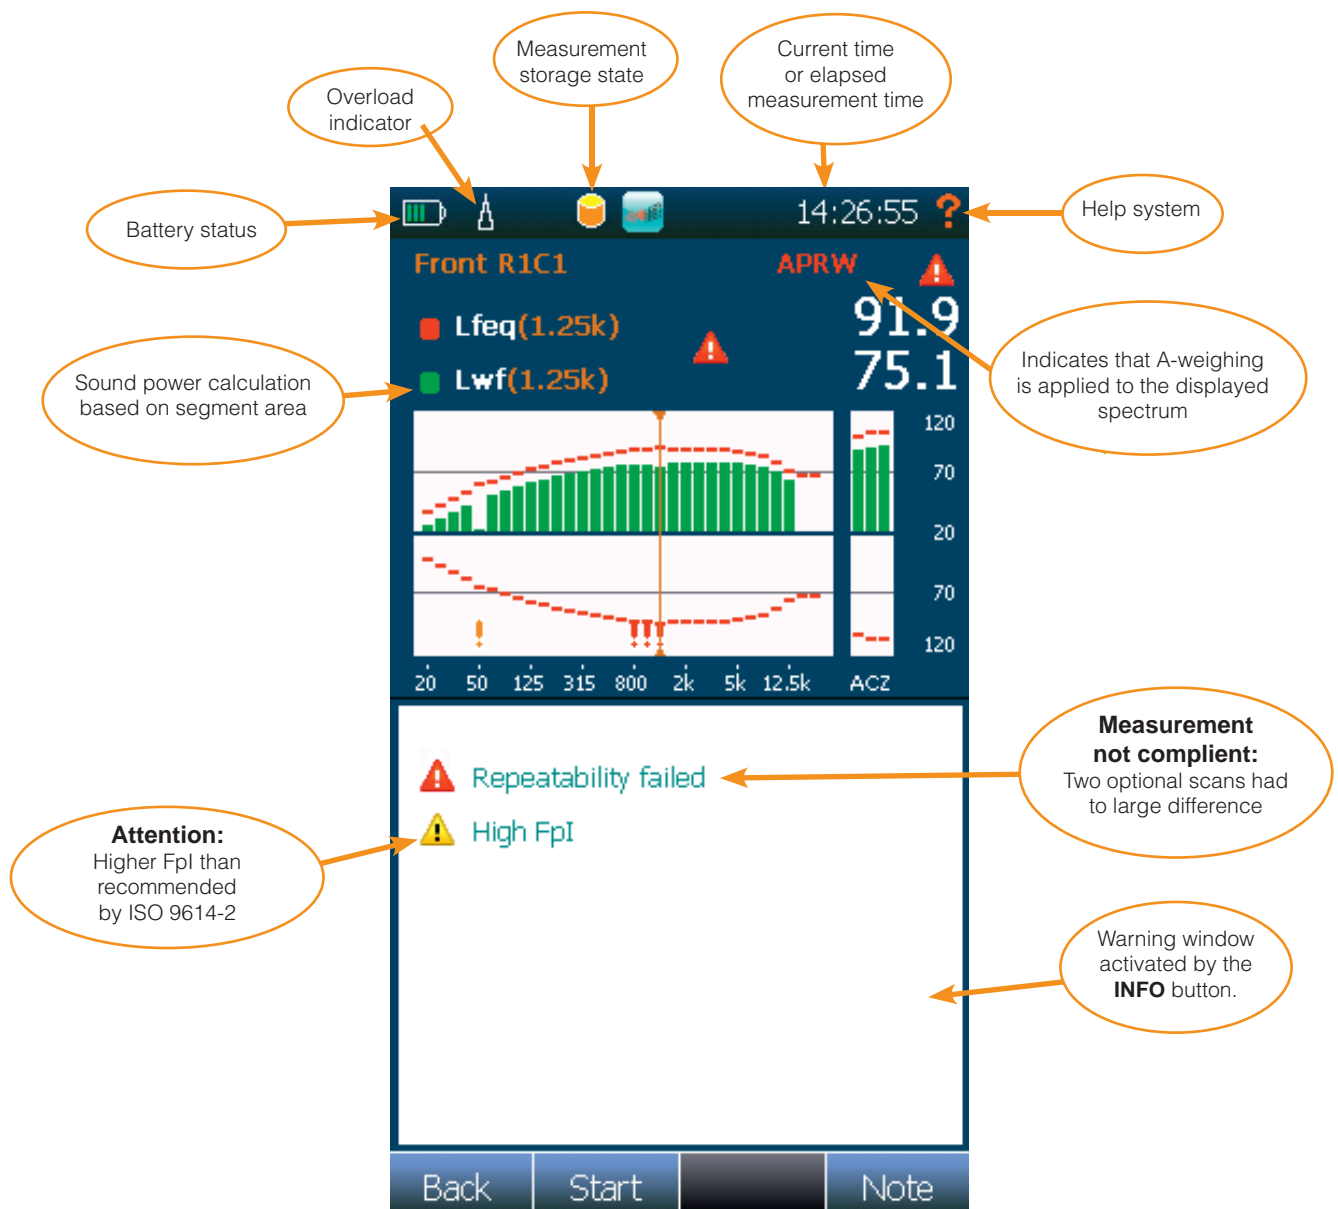 Measurement
storage state
Current time
or elapsed
measurement time
Overload
indicator
Battery status
Help system
14:26:55 ?
Front R1C1
APRW
Lfeq(1.25k)
91.9
Lwf(1.25k)
75.1
Sound power calculation
based on segment area
Indicates that A-weighing
is applied to the displayed
spectrum
120
70
20
70
120
20 50 125 315 800 2k 5k 12.5k ACZ
Repeatability failed
High FpI
Measurement
not complient:
Two optional scans had
to large difference
Attention:
Higher FpI than
recommended
by ISO 9614-2
Warning window
activated by the
INFO button.
Back Start Note